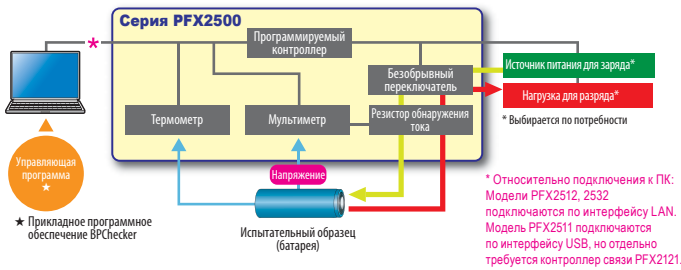 Серия PFX2500
*
Программируемый
контроллер
Безобрывный
переключатель
Источник питания для заряда*
Нагрузка для разряда*
* Выбирается по потребности
Термометр
Мультиметр
Резистор обнаружения
тока
Управляющая
программа
★
Напряжение
★ Прикладное программное
обеспечение BPChecker
Испытательный образец
(батарея)
* Относительно подключения к ПК:
Модели PFX2512, 2532
подключаются по интерфейсу LAN.
Модель PFX2511 подключаются
по интерфейсу USB, но отдельно
требуется контроллер связи PFX2121.